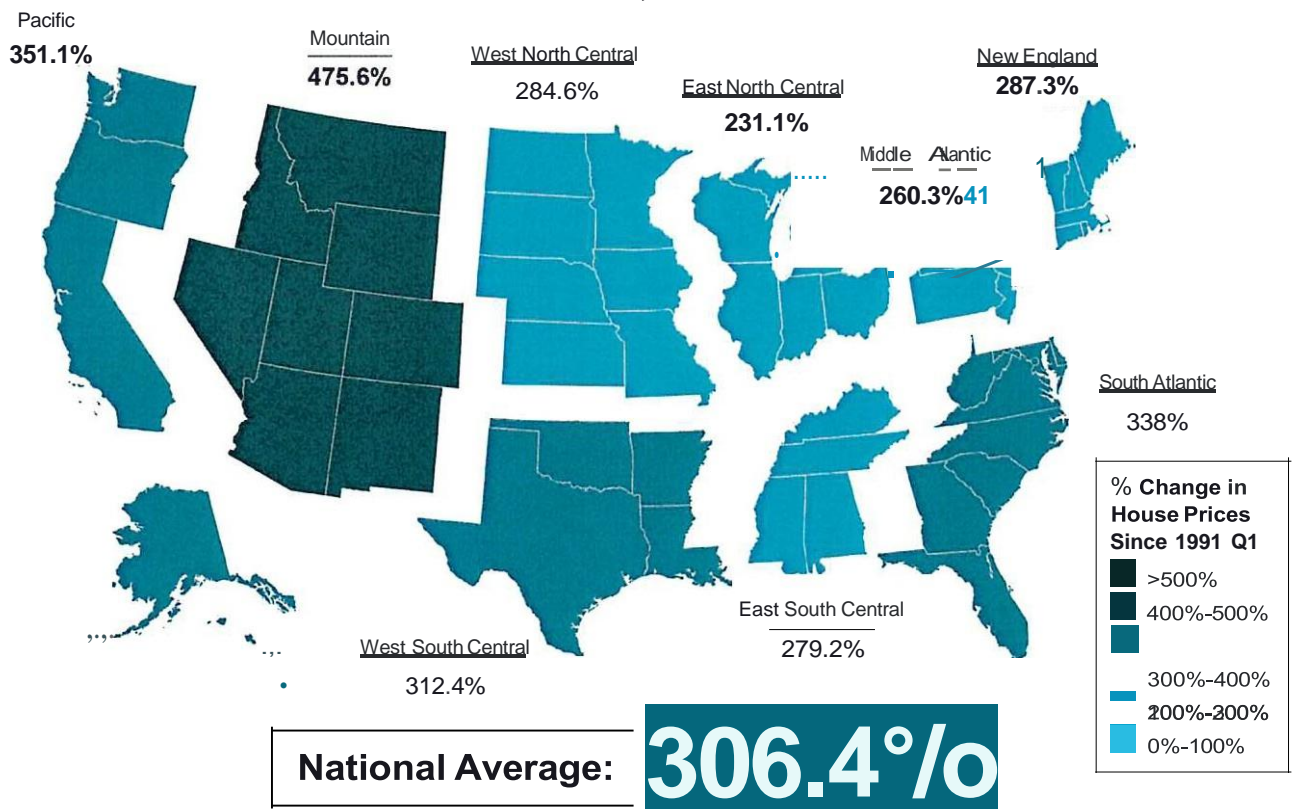 Pacific
351.1%
Mountain
475.6%
West North Central
284.6%
East North Central
231.1%
New England
287.3%
Middle Atlantic
260.3%41
1
South Atlantic
338%
% Change in
House Prices
Since 1991 Q1
>500%
400%-500%
300%-400%
0%-100%
East South Central
279.2%
West South Central
312.4%
National Average:
306.4°/o